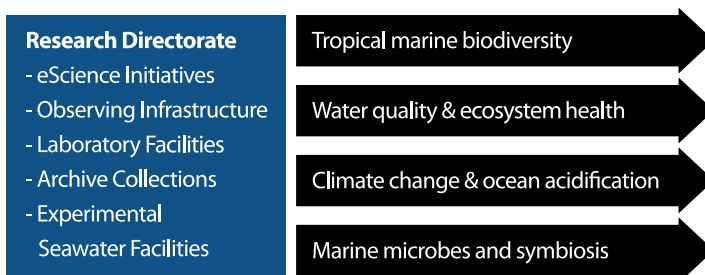 Research Directorate
- eScience Initiatives
- Observing Infrastructure
- Laboratory Facilities
- Archive Collections
- Experimental
Seawater Facilities
Tropical marine biodiversity
Water quality & ecosystem health
Climate change & ocean acidification
Marine microbes and symbiosis